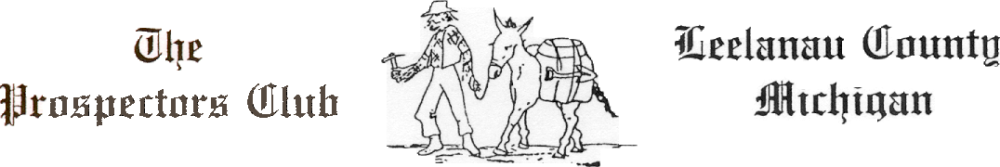 The
Prospectors Club
Leelanau County
Michigan